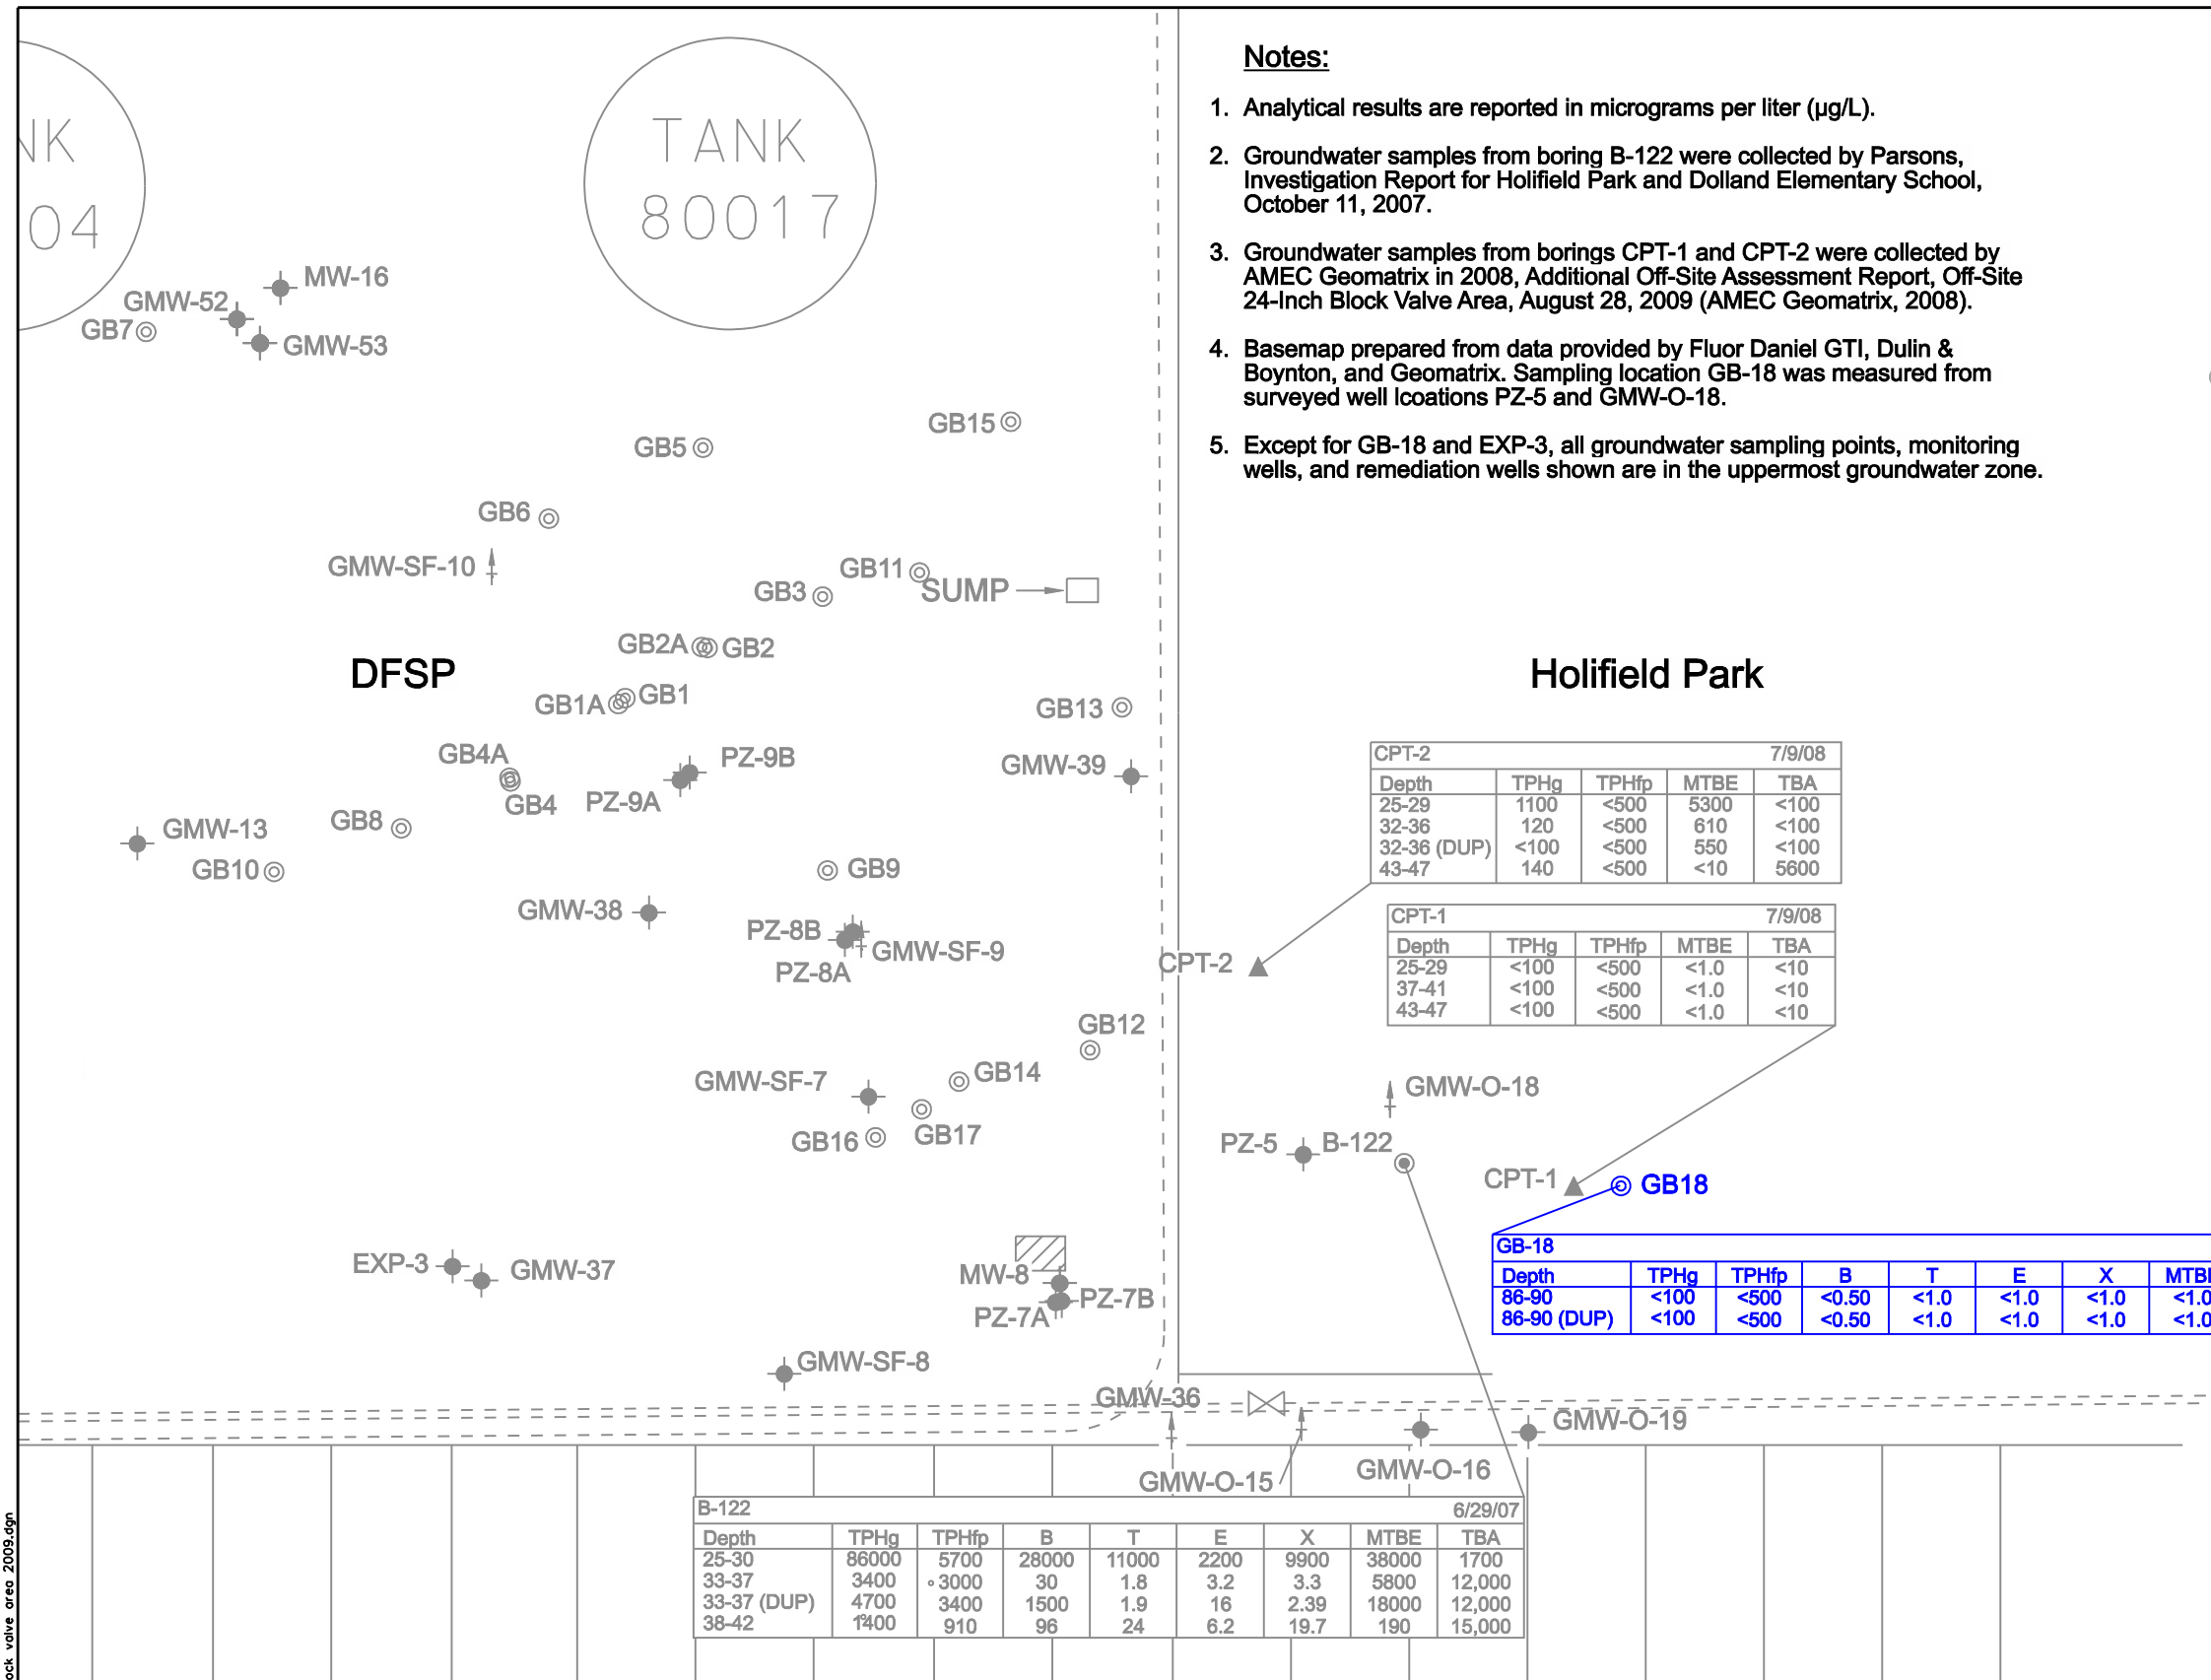 NK
04
TANK
80017
MW-16
GMW-52
GB7
GMW-53
GB15
GB5
GB6
GMW-SF-10
GB11
GB3
SUMP
GB2A
GB2
DFSP
GB1
GB1A
GB13
GB4A
PZ-9B
GMW-39
GB4
PZ-9A
GMW-13
GB8
GB10
GB9
GMW-38
PZ-8B
GMW-SF-9
PZ-8A
GB12
GMW-SF-7
GB14
GB16
GB17
EXP-3
GMW-37
MW-8
PZ-7B
PZ-7A
GMW-SF-8
Notes:
1. Analytical results are reported in micrograms per liter (µg/L).
2. Groundwater samples from boring B-122 were collected by Parsons,
Investigation Report for Holifield Park and Dolland Elementary School,
October 11, 2007.
3. Groundwater samples from borings CPT-1 and CPT-2 were collected by
AMEC Geomatrix in 2008, Additional Off-Site Assessment Report, Off-Site
24-Inch Block Valve Area, August 28, 2009 (AMEC Geomatrix, 2008).
4. Basemap prepared from data provided by Fluor Daniel GTI, Dulin &
Boynton, and Geomatrix. Sampling location GB-18 was measured from
surveyed well lcoations PZ-5 and GMW-O-18.
5. Except for GB-18 and EXP-3, all groundwater sampling points, monitoring
wells, and remediation wells shown are in the uppermost groundwater zone.
Holifield Park
CPT-2 7/9/08
Depth TPHg TPHfp MTBE TBA
25-29 1100 <500 5300 <100
32-36 120 <500 610 <100
32-36 (DUP) <100 <500 550 <100
43-47 140 <500 <10 5600
CPT-1 7/9/08
Depth TPHg TPHfp MTBE TBA
25-29 <100 <500 <1.0 <10
37-41 <100 <500 <1.0 <10
43-47 <100 <500 <1.0 <10
CPT-2
GMW-O-18
PZ-5
B-122
CPT-1
GB18
GB-18
Depth TPHg TPHfp B T E X MTB
86-90 <100 <500 <0.50 <1.0 <1.0 <1.0 <1.0
86-90 (DUP) <100 <500 <0.50 <1.0 <1.0 <1.0 <1.0
GMW-36
GMW-O-19
GMW-O-15
GMW-O-16
B-122 6/29/07
Depth TPHg TPHfp B T E X MTBE TBA
25-30 86000 5700 28000 11000 2200 9900 38000 1700
33-37 3400 3000 30 1.8 3.2 3.3 5800 12,000
33-37 (DUP) 4700 3400 1500 1.9 16 2.39 18000 12,000
38-42 1400 910 96 24 6.2 19.7 190 15,000
ock valve area 2009.dgn